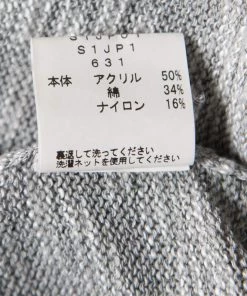 S1JP1
631
本体 アクリル 50%
綿 34%
ナイロン 16%
裏返して洗ってください
洗濯ネットを使用してください